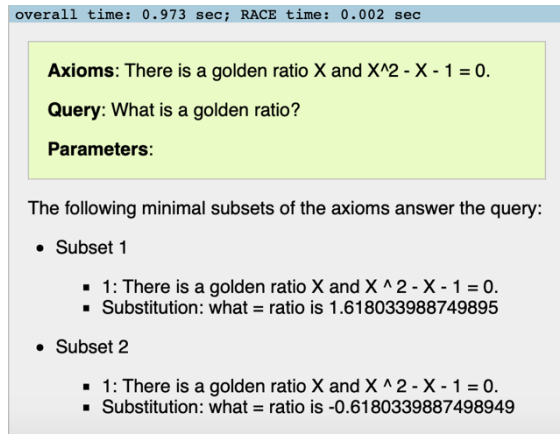 overall time: 0.973 sec; RACE time: 0.002 sec
Axioms: There is a golden ratio X and X^2 - X - 1 = 0.
Query: What is a golden ratio?
Parameters:
The following minimal subsets of the axioms answer the query:
• Subset 1
▪ 1: There is a golden ratio X and X ^ 2 - X - 1 = 0.
▪ Substitution: what = ratio is 1.618033988749895
• Subset 2
▪ 1: There is a golden ratio X and X ^ 2 - X - 1 = 0.
▪ Substitution: what = ratio is -0.6180339887498949